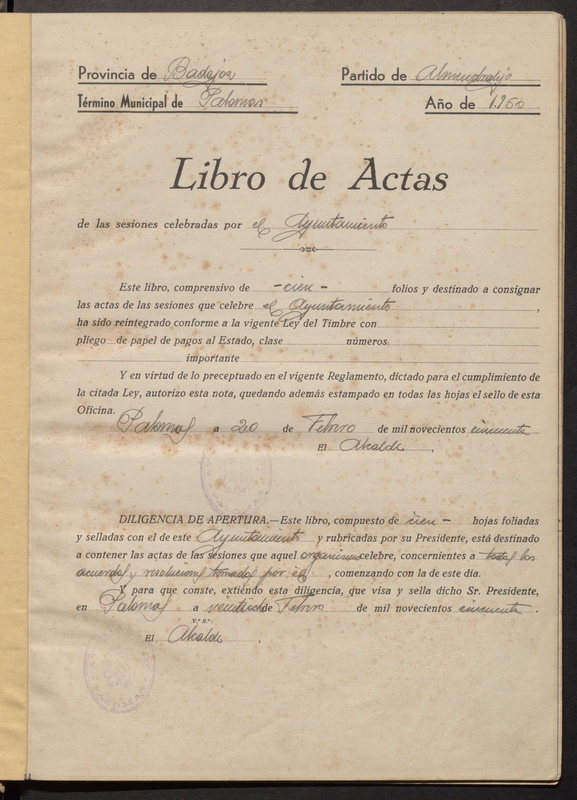 Provincia de Badajoz Partido de Almendralejo
Término Municipal de Palomas Año de 1.950
Libro de Actas
de las sesiones celebradas por el Ayuntamiento
Este libro, comprensivo de -cien- folios y destinado a consignar
las actas de las sesiones que celebre el Ayuntamiento,
ha sido reintegrado conforme a la vigente Ley del Timbre con
pliego de papel de pagos al Estado, clase números
importante
Y en virtud de lo preceptuado en el vigente Reglamento, dictado para el cumplimiento de
la citada Ley, autorizo esta nota, quedando además estampado en todas las hojas el sello de esta
Oficina.
Palomas a 20 de Febrero de mil novecientos cincuenta
El Alcalde.
DILIGENCIA DE APERTURA.—Este libro, compuesto de cien - hojas foliadas
y selladas con el de este Ayuntamiento y rubricadas por su Presidente, está destinado
a contener las actas de las sesiones que aquel organismo celebre, concernientes a todos los
acuerdos y resoluciones tomados por él, comenzando con la de este día.
Y para que conste, extiendo esta diligencia, que visa y sella dicho Sr. Presidente,
en Palomas a veintiuno de Febrero de mil novecientos cincuenta.
V.º B.º:
El Alcalde,